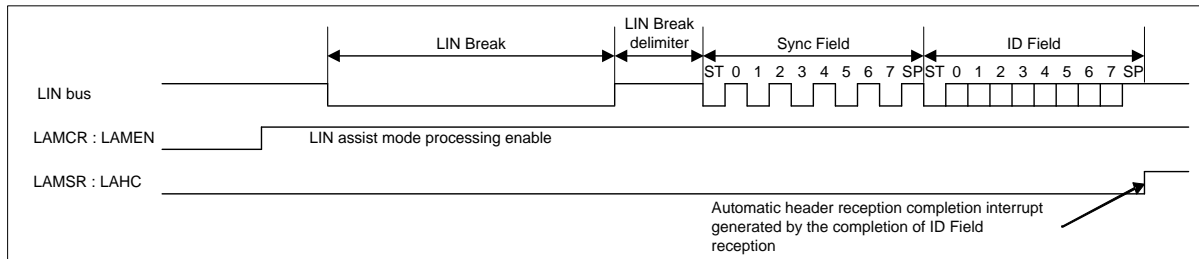 LIN Break
LIN Break
delimiter
Sync Field
ID Field
ST 0 1 2 3 4 5 6 7 SP ST 0 1 2 3 4 5 6 7 SP
LIN bus
LAMCR : LAMEN
LIN assist mode processing enable
LAMSR : LAHC
Automatic header reception completion interrupt
generated by the completion of ID Field
reception